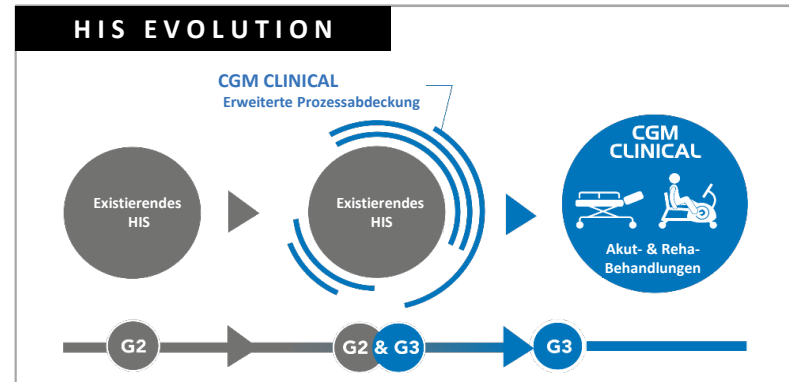 HIS EVOLUTION
CGM CLINICAL
Erweiterte Prozessabdeckung
Existierendes
HIS
Existierendes
HIS
CGM
CLINICAL
Akut- & Reha-
Behandlungen
G2
G2 & G3
G3